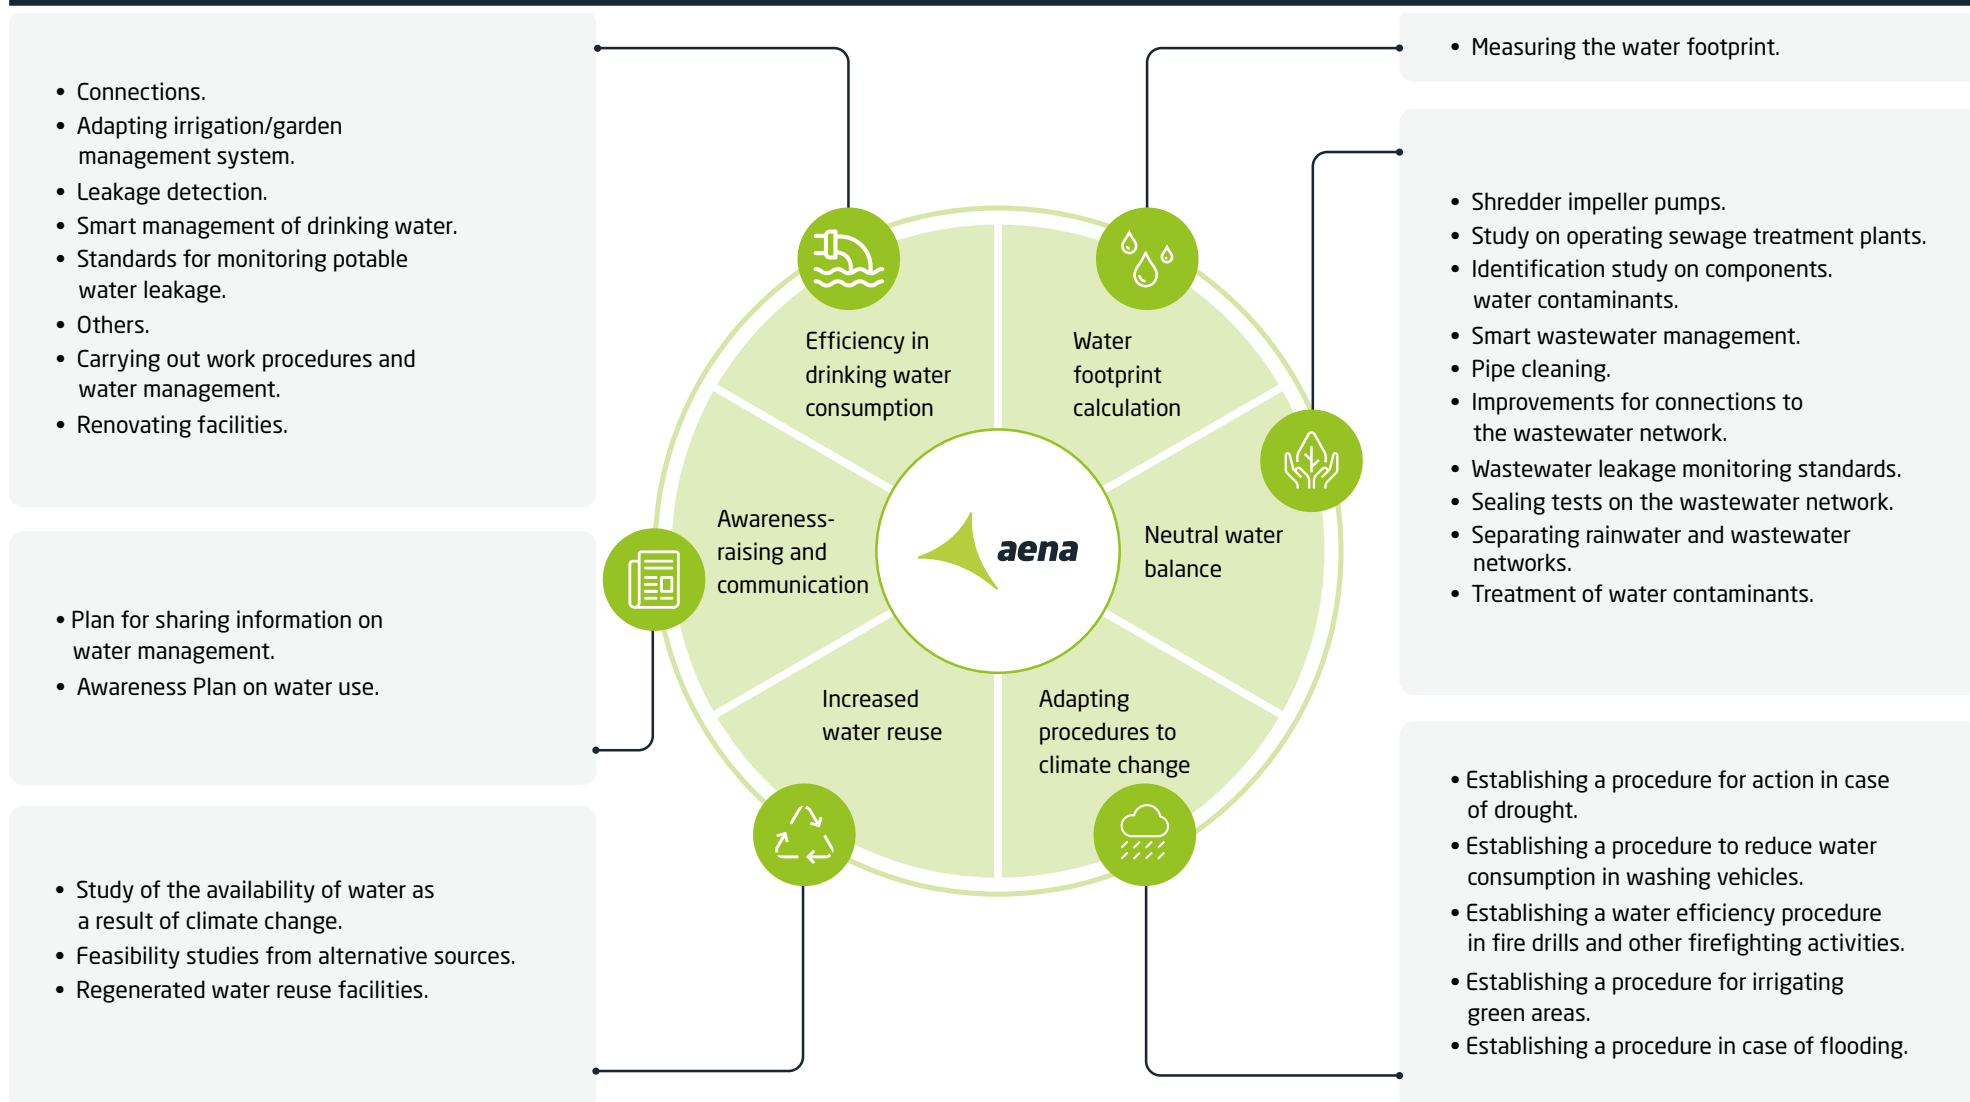 • Connections.
• Adapting irrigation/garden
management system.
• Leakage detection.
• Smart management of drinking water.
• Standards for monitoring potable
water leakage.
• Others.
• Carrying out work procedures and
water management.
• Renovating facilities.
• Plan for sharing information on
water management.
• Awareness Plan on water use.
• Study of the availability of water as
a result of climate change.
• Feasibility studies from alternative sources.
• Regenerated water reuse facilities.
Efficiency in
drinking water
consumption
Water
footprint
calculation
Awareness-
raising and
communication
aena
Neutral water
balance
Increased
water reuse
Adapting
procedures to
climate change
• Measuring the water footprint.
• Shredder impeller pumps.
• Study on operating sewage treatment plants.
• Identification study on components.
water contaminants.
• Smart wastewater management.
• Pipe cleaning.
• Improvements for connections to
the wastewater network.
• Wastewater leakage monitoring standards.
• Sealing tests on the wastewater network.
• Separating rainwater and wastewater
networks.
• Treatment of water contaminants.
• Establishing a procedure for action in case
of drought.
• Establishing a procedure to reduce water
consumption in washing vehicles.
• Establishing a water efficiency procedure
in fire drills and other firefighting activities.
• Establishing a procedure for irrigating
green areas.
• Establishing a procedure in case of flooding.